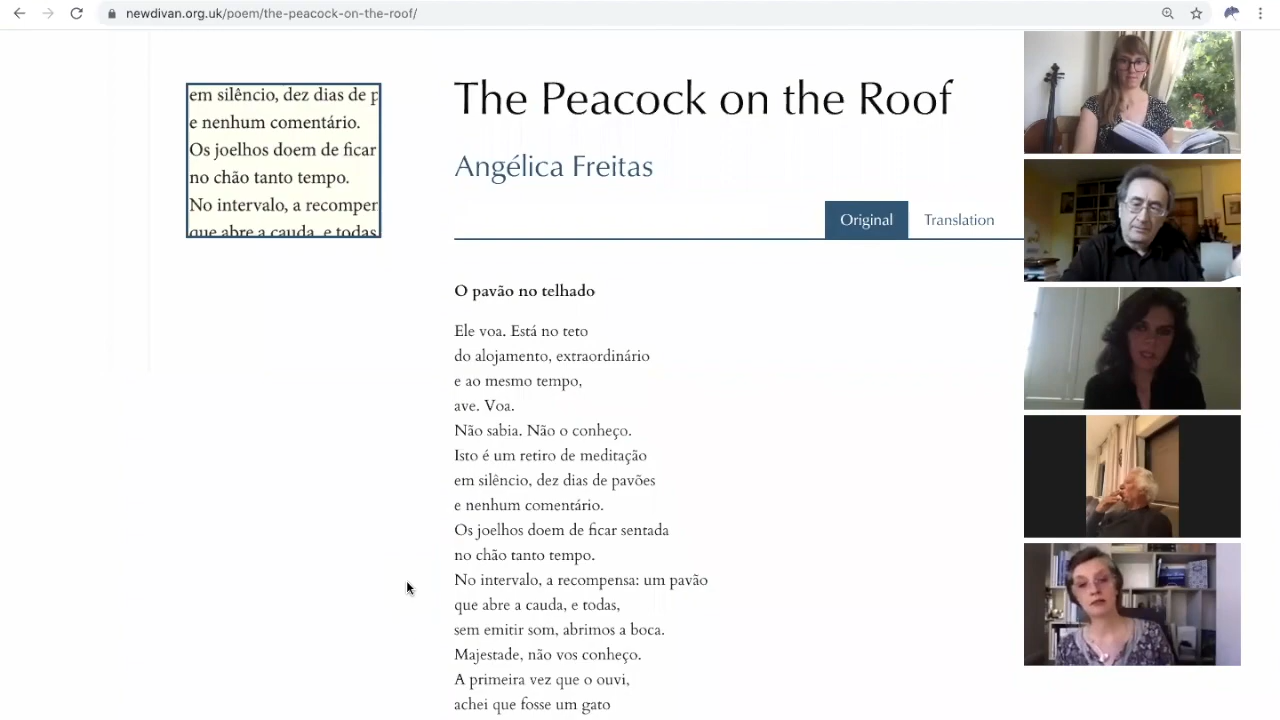 newdivan.org.uk/poem/the-peacock-on-the-roof/
em silêncio, dez dias de p
e nenhum comentário.
Os joelhos doem de ficar
no chão tanto tempo.
No intervalo, a recompen
que abre a cauda, e todas
The Peacock on the Roof
Angélica Freitas
Original
Translation
O pavão no telhado
Ele voa. Está no teto
do alojamento, extraordinário
e ao mesmo tempo,
ave. Voa.
Não sabia. Não o conheço.
Isto é um retiro de meditação
em silêncio, dez dias de pavões
e nenhum comentário.
Os joelhos doem de ficar sentada
no chão tanto tempo.
No intervalo, a recompensa: um pavão
que abre a cauda, e todas,
sem emitir som, abrimos a boca.
Majestade, não vos conheço.
A primeira vez que o ouvi,
achei que fosse um gato